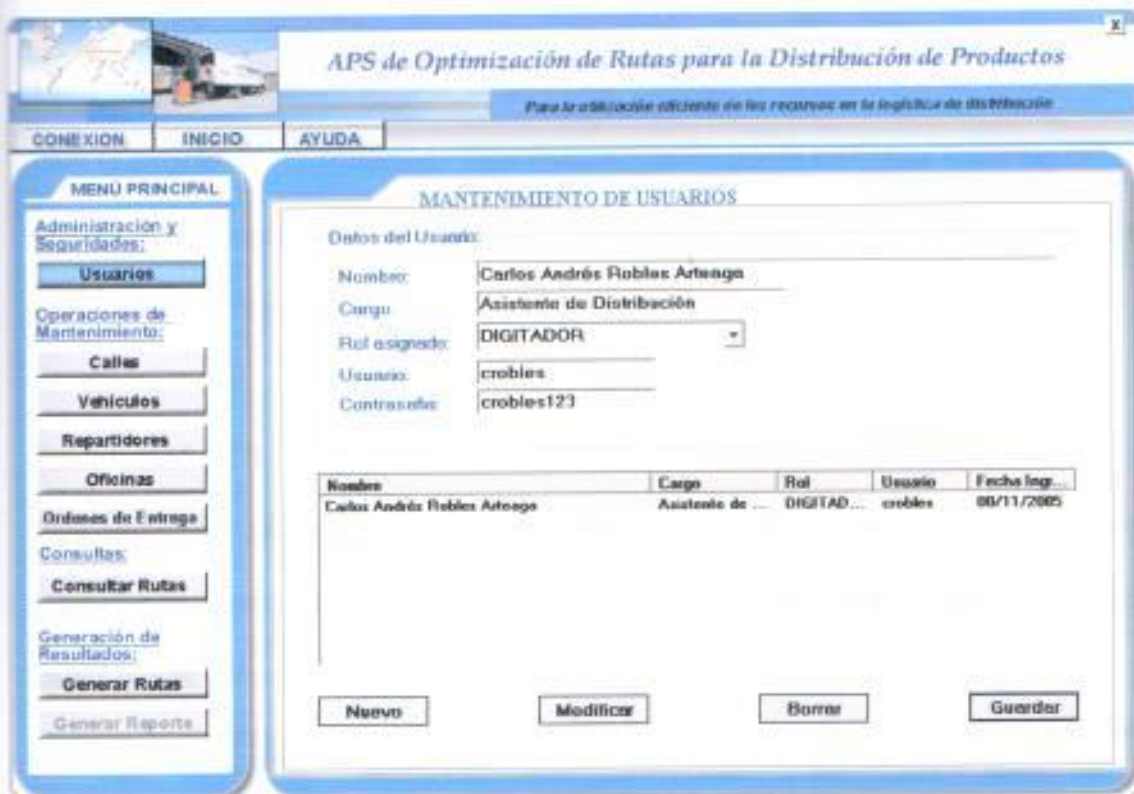 X
APS de Optimización de Rutas para la Distribución de Productos
Para la utilización eficiente de los recursos en la logística de distribución
CONEXION INICIO AYUDA
MENÚ PRINCIPAL
Administración y
Seguridades:
Usuarios
Operaciones de
Mantenimiento:
Calles
Vehículos
Repartidores
Oficinas
Ordenes de Entrega
Consultas:
Consultar Rutas
Generación de
Resultados:
Generar Rutas
Generar Reporte
MANTENIMIENTO DE USUARIOS
Datos del Usuario:
Nombre: Carlos Andrés Robles Arteaga
Cargo: Asistente de Distribución
Rol asignado: DIGITADOR
Usuario: crobles
Contraseña: crobles123
Nombre Cargo Rol Usuario Fecha Ingr...
Carlos Andrés Robles Arteaga Asistente de ... DIGITAD... crobles /11/2005
Nuevo Modificar Borrar Guardar